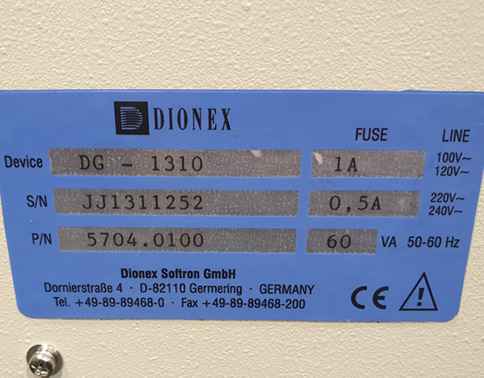 DIONEX
FUSE LINE
Device DG - 1310 1A 100V~ 120V~
S/N JJ1311252 0,5A 220V~ 240V~
P/N 5704.0100 60 VA 50-60 Hz
Dionex Softron GmbH
Dornierstraße 4 · D-82110 Germering · GERMANY
Tel. +49-89-89468-0 · Fax +49-89-89468-200
CE